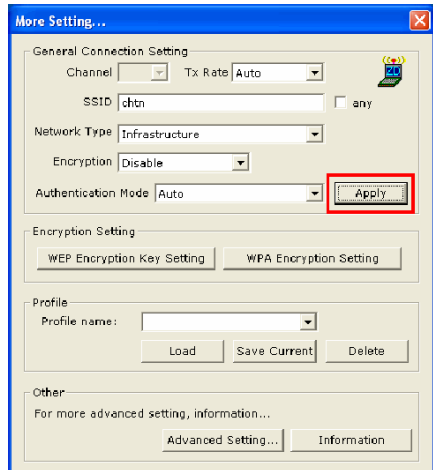 More Setting...
General Connection Setting
Channel Tx Rate Auto
SSID chtn any
Network Type Infrastructure
Encryption Disable
Authentication Mode Auto Apply
Encryption Setting
WEP Encryption Key Setting WPA Encryption Setting
Profile
Profile name:
Load Save Current Delete
Other
For more advanced setting, information...
Advanced Setting... Information